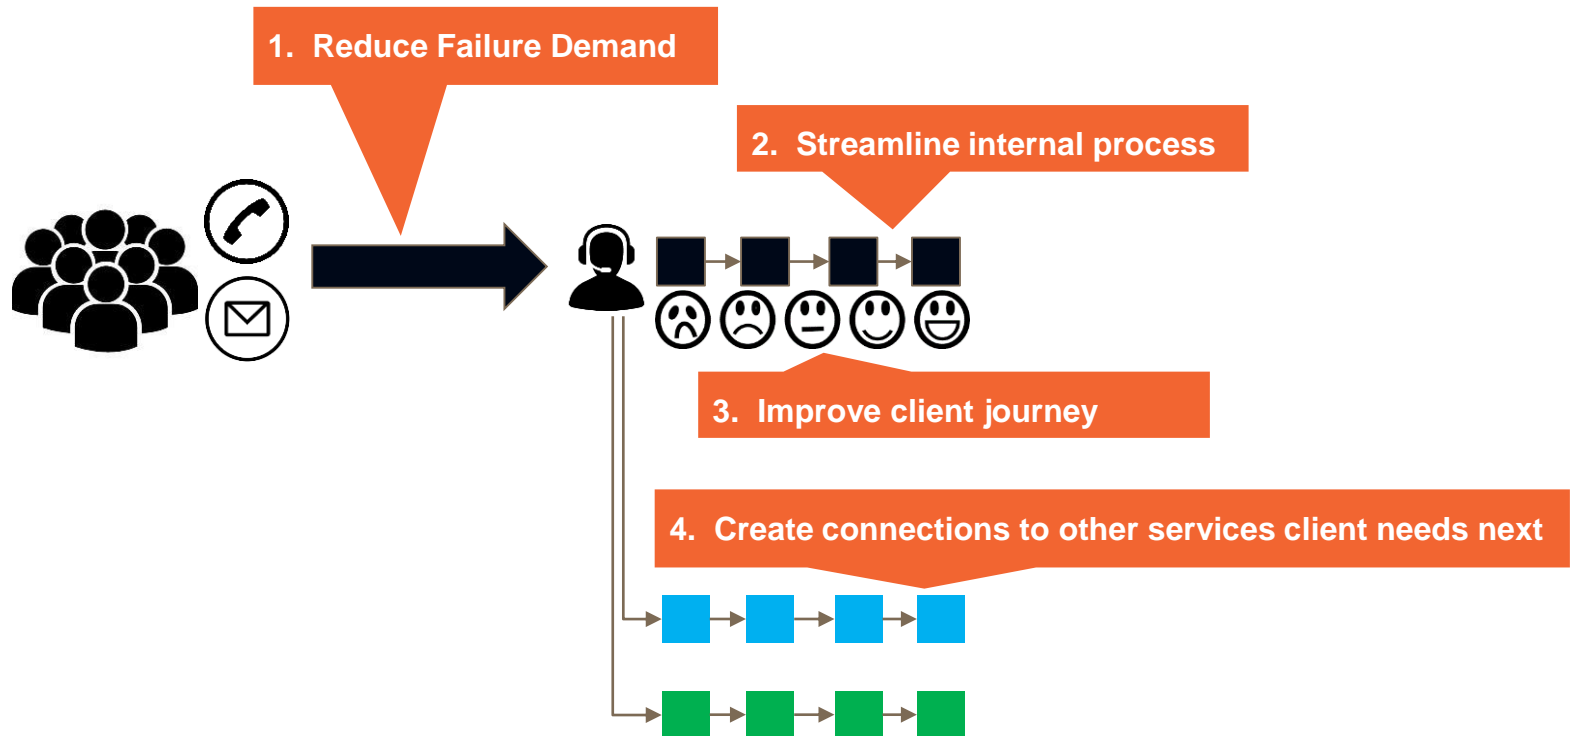 1. Reduce Failure Demand
2. Streamline internal process
3. Improve client journey
4. Create connections to other services client needs next